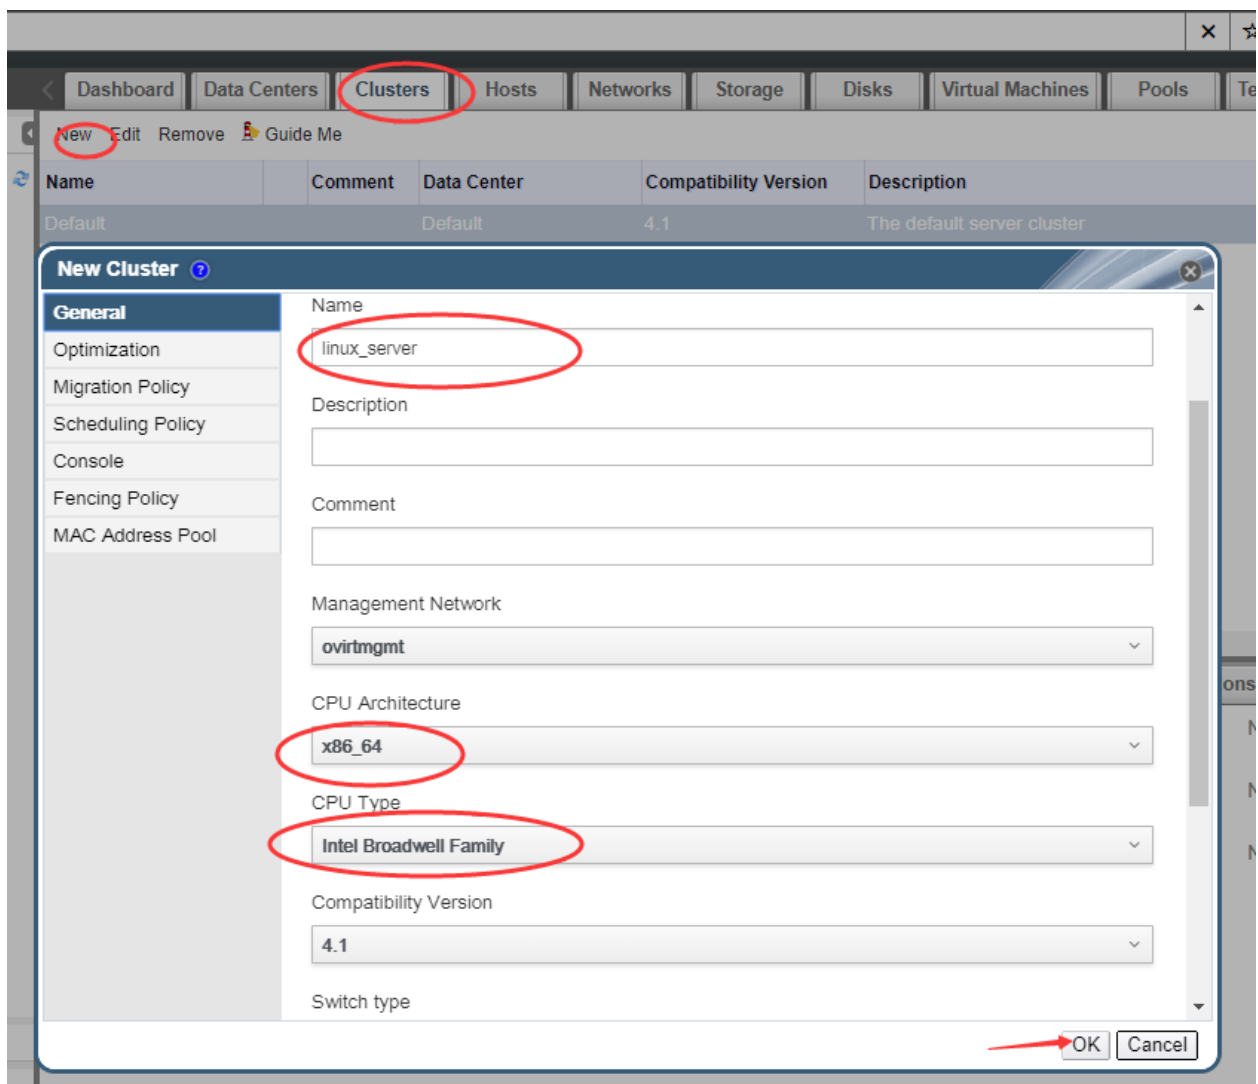 Dashboard Data Centers Clusters Hosts Networks Storage Disks Virtual Machines Pools Te
New Edit Remove Guide Me
Name Comment Data Center Compatibility Version Description
Default Default 4.1 The default server cluster
New Cluster ?
General
Optimization
Migration Policy
Scheduling Policy
Console
Fencing Policy
MAC Address Pool
Name
linux_server
Description
Comment
Management Network
ovirtmgmt
CPU Architecture
x86_64
CPU Type
Intel Broadwell Family
Compatibility Version
4.1
Switch type
OK Cancel
ons
N
N
N